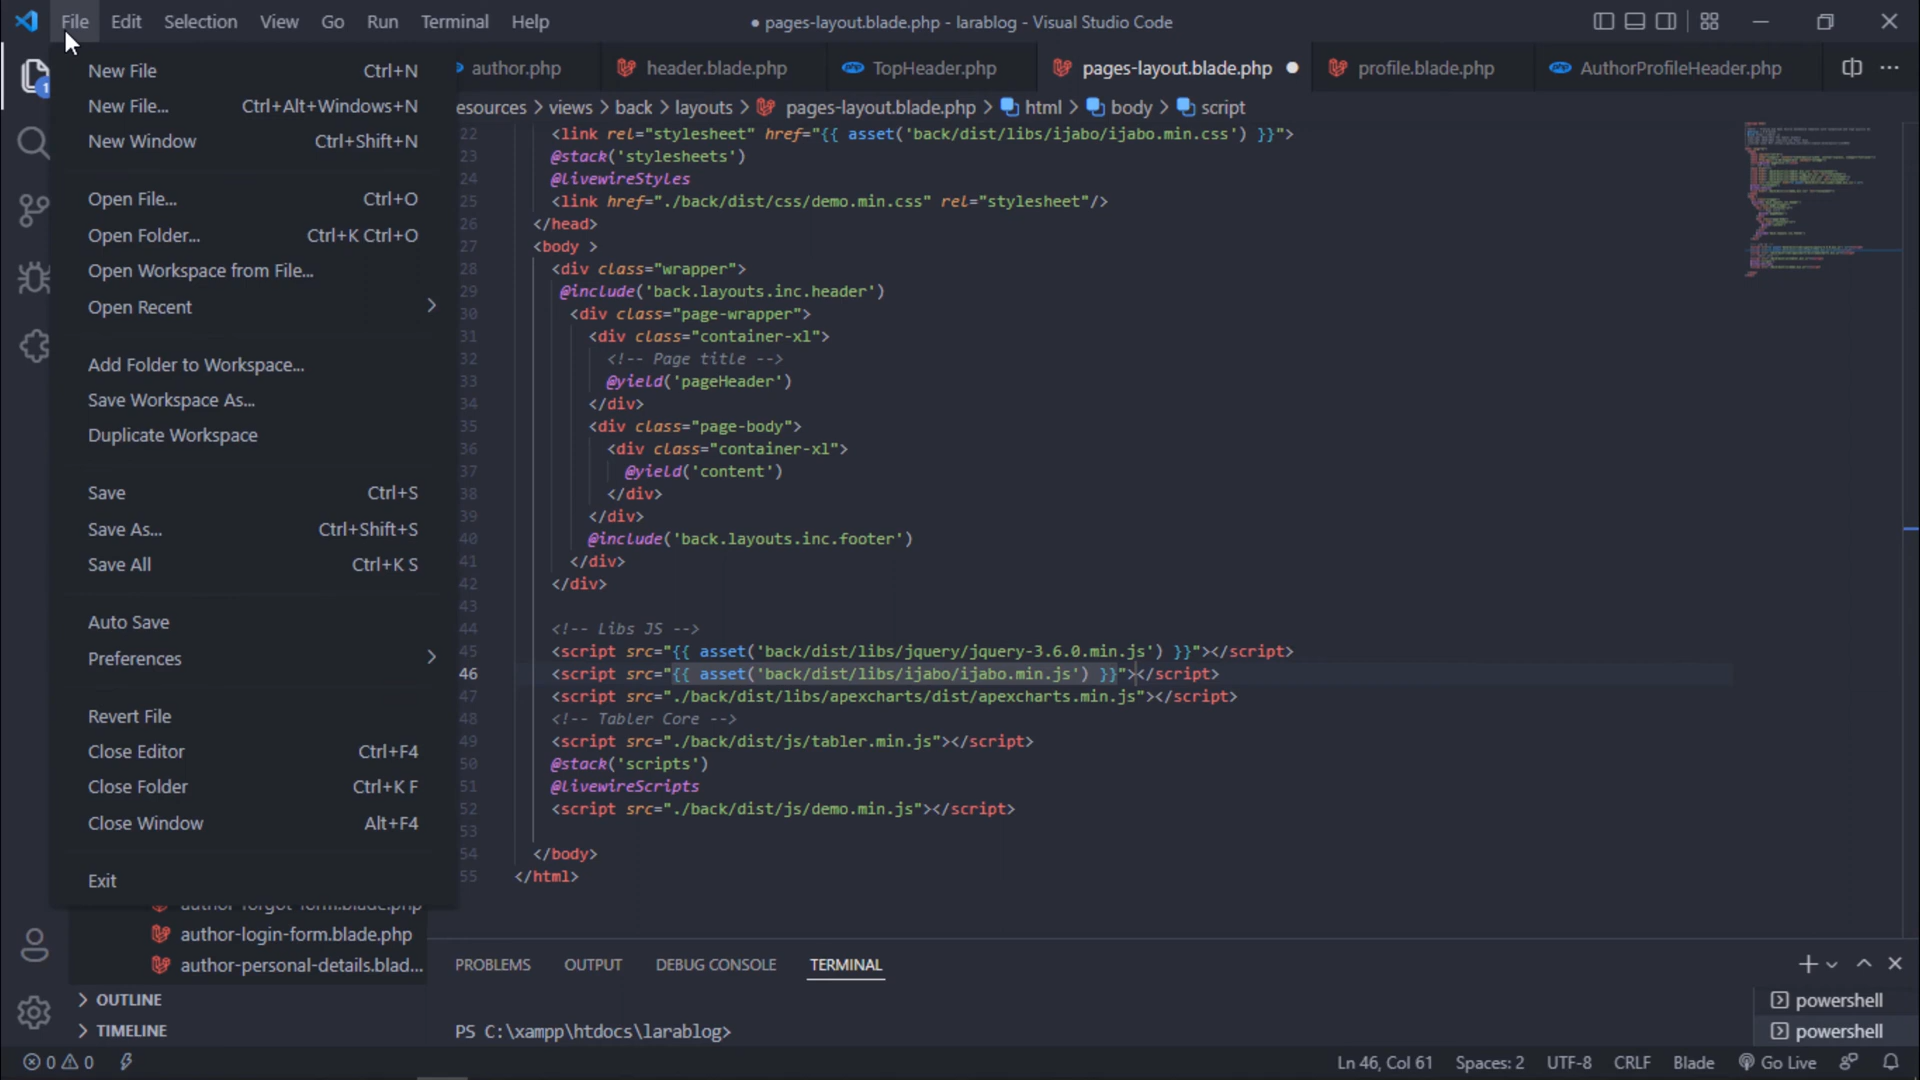 File Edit Selection View Go Run Terminal Help
● pages-layout.blade.php - larablog - Visual Studio Code
author.php
header.blade.php
TopHeader.php
pages-layout.blade.php
profile.blade.php
AuthorProfileHeader.php
esources > views > back > layouts > pages-layout.blade.php > html > body > script
New File Ctrl+N
New File... Ctrl+Alt+Windows+N
New Window Ctrl+Shift+N
Open File... Ctrl+O
Open Folder... Ctrl+K Ctrl+O
Open Workspace from File...
Open Recent
Add Folder to Workspace...
Save Workspace As...
Duplicate Workspace
Save Ctrl+S
Save As... Ctrl+Shift+S
Save All Ctrl+K S
Auto Save
Preferences
Revert File
Close Editor Ctrl+F4
Close Folder Ctrl+K F
Close Window Alt+F4
Exit
author-forgot-form.blade.php
author-login-form.blade.php
author-personal-details.blad...
OUTLINE
TIMELINE
22 <link rel="stylesheet" href="{{ asset('back/dist/libs/ijabo/ijabo.min.css') }}">
23 @stack('stylesheets')
24 @livewireStyles
25 <link href="./back/dist/css/demo.min.css" rel="stylesheet"/>
26 </head>
27 <body >
28 <div class="wrapper">
29 @include('back.layouts.inc.header')
30 <div class="page-wrapper">
31 <div class="container-xl">
32 <!-- Page title -->
33 @yield('pageHeader')
34 </div>
35 <div class="page-body">
36 <div class="container-xl">
37 @yield('content')
38 </div>
39 </div>
40 @include('back.layouts.inc.footer')
41 </div>
42 </div>
43
44 <!-- Libs JS -->
45 <script src="{{ asset('back/dist/libs/jquery/jquery-3.6.0.min.js') }}"></script>
46 <script src="{{ asset('back/dist/libs/ijabo/ijabo.min.js') }}"></script>
47 <script src="./back/dist/libs/apexcharts/dist/apexcharts.min.js"></script>
48 <!-- Tabler Core -->
49 <script src="./back/dist/js/tabler.min.js"></script>
50 @stack('scripts')
51 @livewireScripts
52 <script src="./back/dist/js/demo.min.js"></script>
53
54 </body>
55 </html>
PROBLEMS OUTPUT DEBUG CONSOLE TERMINAL
PS C:\xampp\htdocs\larablog>
powershell
powershell
0 0
Ln 46, Col 61 Spaces: 2 UTF-8 CRLF Blade Go Live